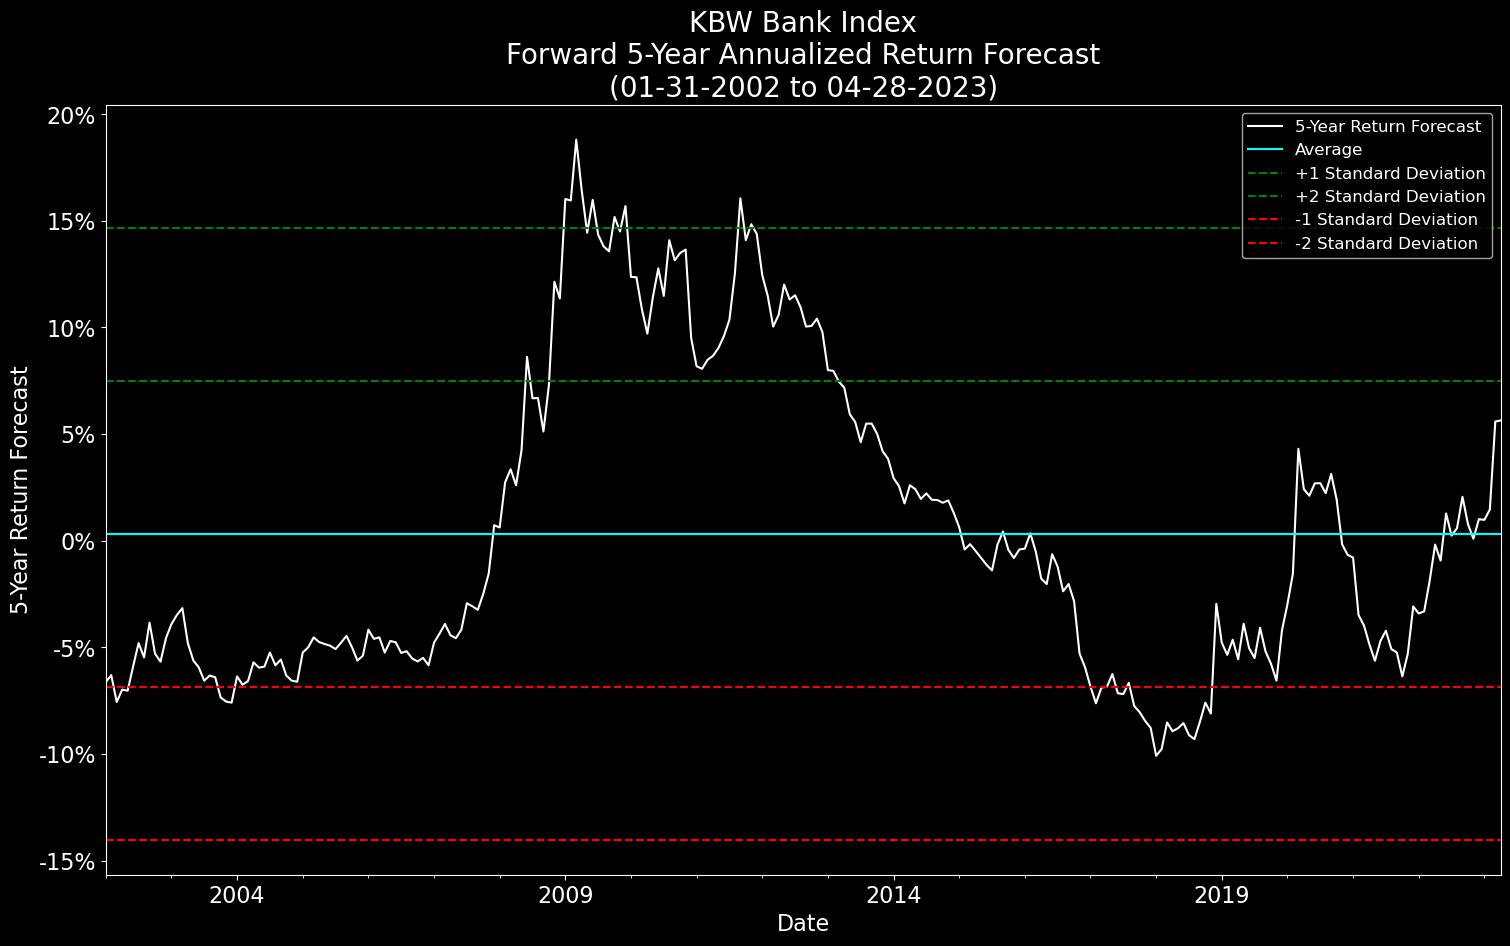 KBW Bank Index
Forward 5-Year Annualized Return Forecast
(01-31-2002 to 04-28-2023)
20%
15%
10%
5%
0%
-5%
-10%
-15%
5-Year Return Forecast
5-Year Return Forecast
Average
+1 Standard Deviation
+2 Standard Deviation
-1 Standard Deviation
-2 Standard Deviation
2004
2009
2014
2019
Date